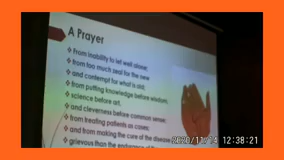 A Prayer
From inability to let well alone;
from too much zeal for the new
and contempt for what is old;
from putting knowledge before wisdom,
science before art,
and cleverness before common sense;
from treating patients as cases;
and from making the cure of the disease
grievous than the endurance of the
2020/11/14 12:38:21